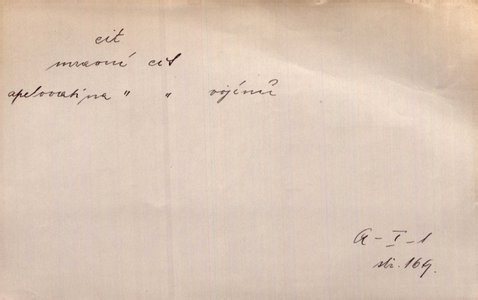 cit
mravní cit
apelovati na " " vojínů
A - I - 1
str. 169.